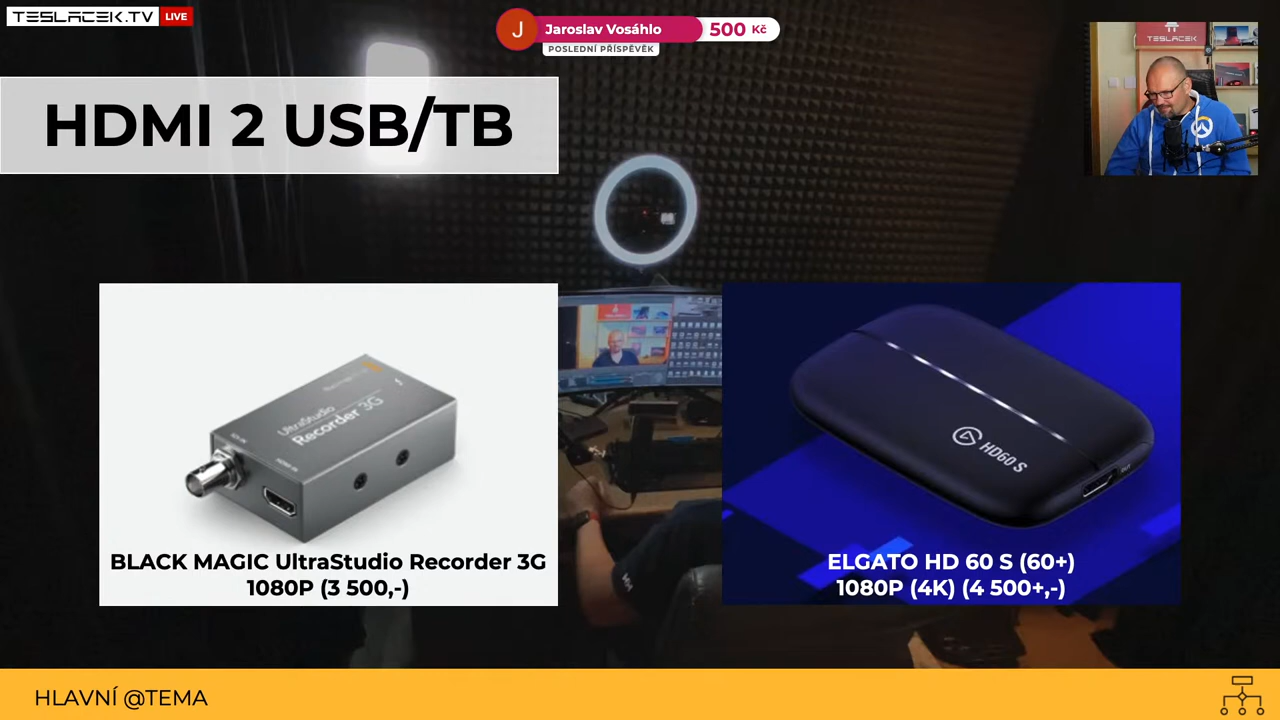 TESLACEK.TV LIVE
J Jaroslav Vosáhlo 500 Kč
POSLEDNÍ PŘÍSPĚVEK
TESLACEK
HDMI 2 USB/TB
UltraStudio
Recorder 3G
HD60 S
BLACK MAGIC UltraStudio Recorder 3G
1080P (3 500,-)
ELGATO HD 60 S (60+)
1080P (4K) (4 500+,-)
HLAVNÍ @TEMA